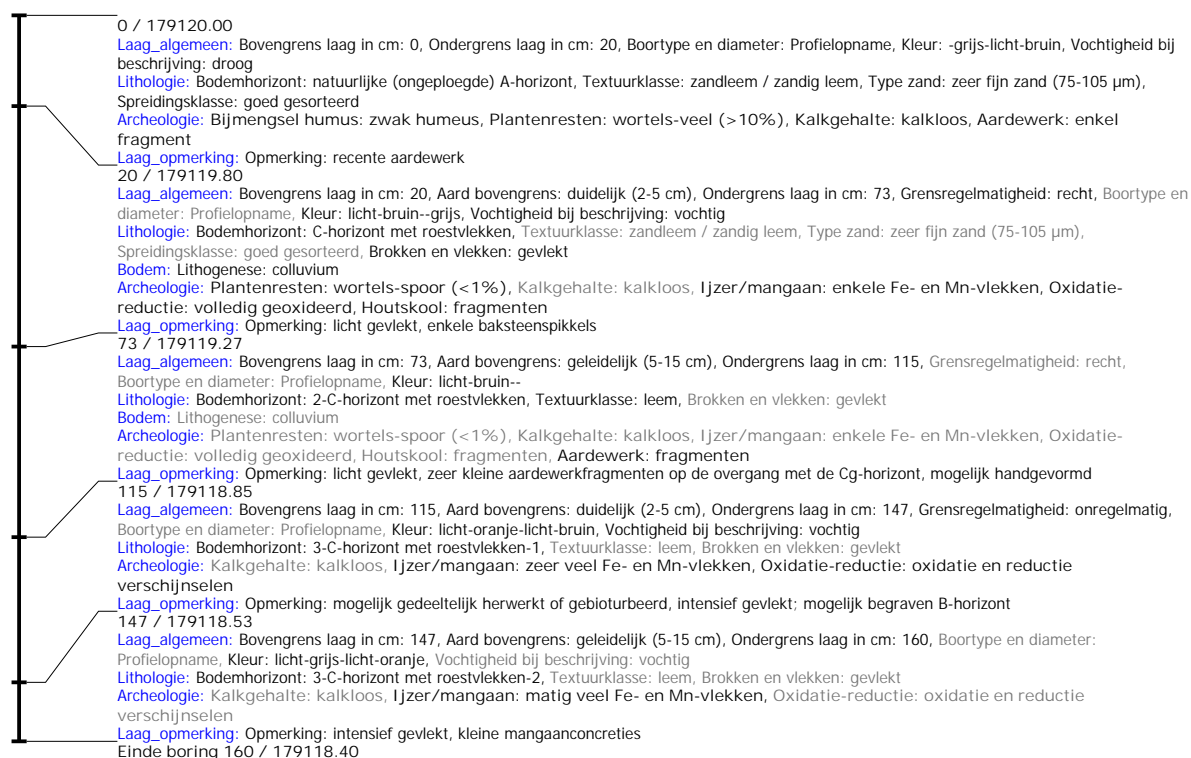 0 / 179120.00
Laag_algemeen: Bovengrens laag in cm: 0, Ondergrens laag in cm: 20, Boortype en diameter: Profielopname, Kleur: -grijs-licht-bruin, Vochtigheid bij
beschrijving: droog
Lithologie: Bodemhorizont: natuurlijke (ongeploegde) A-horizont, Textuurklasse: zandleem / zandig leem, Type zand: zeer fijn zand (75-105 µm),
Spreidingsklasse: goed gesorteerd
Archeologie: Bijmengsel humus: zwak humeus, Plantenresten: wortels-veel (>10%), Kalkgehalte: kalkloos, Aardewerk: enkel
fragment
Laag_opmerking: Opmerking: recente aardewerk
20 / 179119.80
Laag_algemeen: Bovengrens laag in cm: 20, Aard bovengrens: duidelijk (2-5 cm), Ondergrens laag in cm: 73, Grensregelmatigheid: recht, Boortype en
diameter: Profielopname, Kleur: licht-bruin--grijs, Vochtigheid bij beschrijving: vochtig
Lithologie: Bodemhorizont: C-horizont met roestvlekken, Textuurklasse: zandleem / zandig leem, Type zand: zeer fijn zand (75-105 µm),
Spreidingsklasse: goed gesorteerd, Brokken en vlekken: gevlekt
Bodem: Lithogenese: colluvium
Archeologie: Plantenresten: wortels-spoor (<1%), Kalkgehalte: kalkloos, Ijzer/mangaan: enkele Fe- en Mn-vlekken, Oxidatie-
reductie: volledig geoxideerd, Houtskool: fragmenten
Laag_opmerking: Opmerking: licht gevlekt, enkele baksteenspikkels
73 / 179119.27
Laag_algemeen: Bovengrens laag in cm: 73, Aard bovengrens: geleidelijk (5-15 cm), Ondergrens laag in cm: 115, Grensregelmatigheid: recht,
Boortype en diameter: Profielopname, Kleur: licht-bruin--
Lithologie: Bodemhorizont: 2-C-horizont met roestvlekken, Textuurklasse: leem, Brokken en vlekken: gevlekt
Bodem: Lithogenese: colluvium
Archeologie: Plantenresten: wortels-spoor (<1%), Kalkgehalte: kalkloos, Ijzer/mangaan: enkele Fe- en Mn-vlekken, Oxidatie-
reductie: volledig geoxideerd, Houtskool: fragmenten, Aardewerk: fragmenten
Laag_opmerking: Opmerking: licht gevlekt, zeer kleine aardewerkfragmenten op de overgang met de Cg-horizont, mogelijk handgevormd
115 / 179118.85
Laag_algemeen: Bovengrens laag in cm: 115, Aard bovengrens: duidelijk (2-5 cm), Ondergrens laag in cm: 147, Grensregelmatigheid: onregelmatig,
Boortype en diameter: Profielopname, Kleur: licht-oranje-licht-bruin, Vochtigheid bij beschrijving: vochtig
Lithologie: Bodemhorizont: 3-C-horizont met roestvlekken-1, Textuurklasse: leem, Brokken en vlekken: gevlekt
Archeologie: Kalkgehalte: kalkloos, Ijzer/mangaan: zeer veel Fe- en Mn-vlekken, Oxidatie-reductie: oxidatie en reductie
verschijnselen
Laag_opmerking: Opmerking: mogelijk gedeeltelijk herwerkt of gebioturbeerd, intensief gevlekt; mogelijk begraven B-horizont
147 / 179118.53
Laag_algemeen: Bovengrens laag in cm: 147, Aard bovengrens: geleidelijk (5-15 cm), Ondergrens laag in cm: 160, Boortype en diameter:
Profielopname, Kleur: licht-grijs-licht-oranje, Vochtigheid bij beschrijving: vochtig
Lithologie: Bodemhorizont: 3-C-horizont met roestvlekken-2, Textuurklasse: leem, Brokken en vlekken: gevlekt
Archeologie: Kalkgehalte: kalkloos, Ijzer/mangaan: matig veel Fe- en Mn-vlekken, Oxidatie-reductie: oxidatie en reductie
verschijnselen
Laag_opmerking: Opmerking: intensief gevlekt, kleine mangaanconcreties
Einde boring 160 / 179118.40